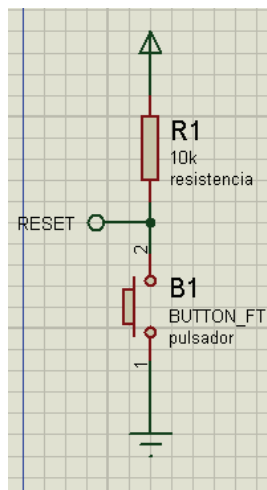 R1
10k
resistencia
RESET
2
B1
BUTTON_FT
pulsador
1